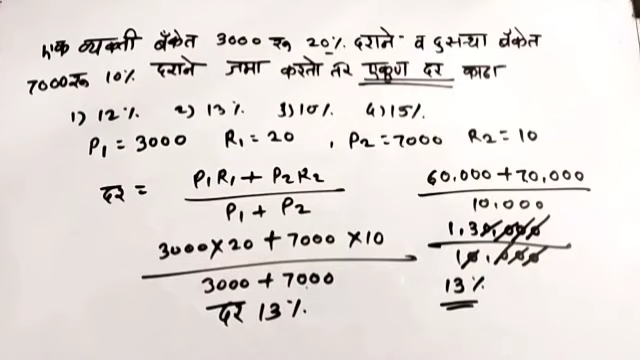 एक व्यक्ती बँकेत 3000 रू 20% दराने व दुसऱ्या बँकेत
7000 रू 10% दराने जमा करतो तर एकुण दर काढा
1) 12% 2) 13% 3) 10% 4) 15%
P₁ = 3000 R₁ = 20 , P₂ = 7000 R₂ = 10
दर = P₁R₁ + P₂R₂ / P₁ + P₂
60,000 + 70,000 / 10,000
3000 × 20 + 7000 × 10 / 3000 + 7000
1,30,000 / 10,000
दर 13%
13%